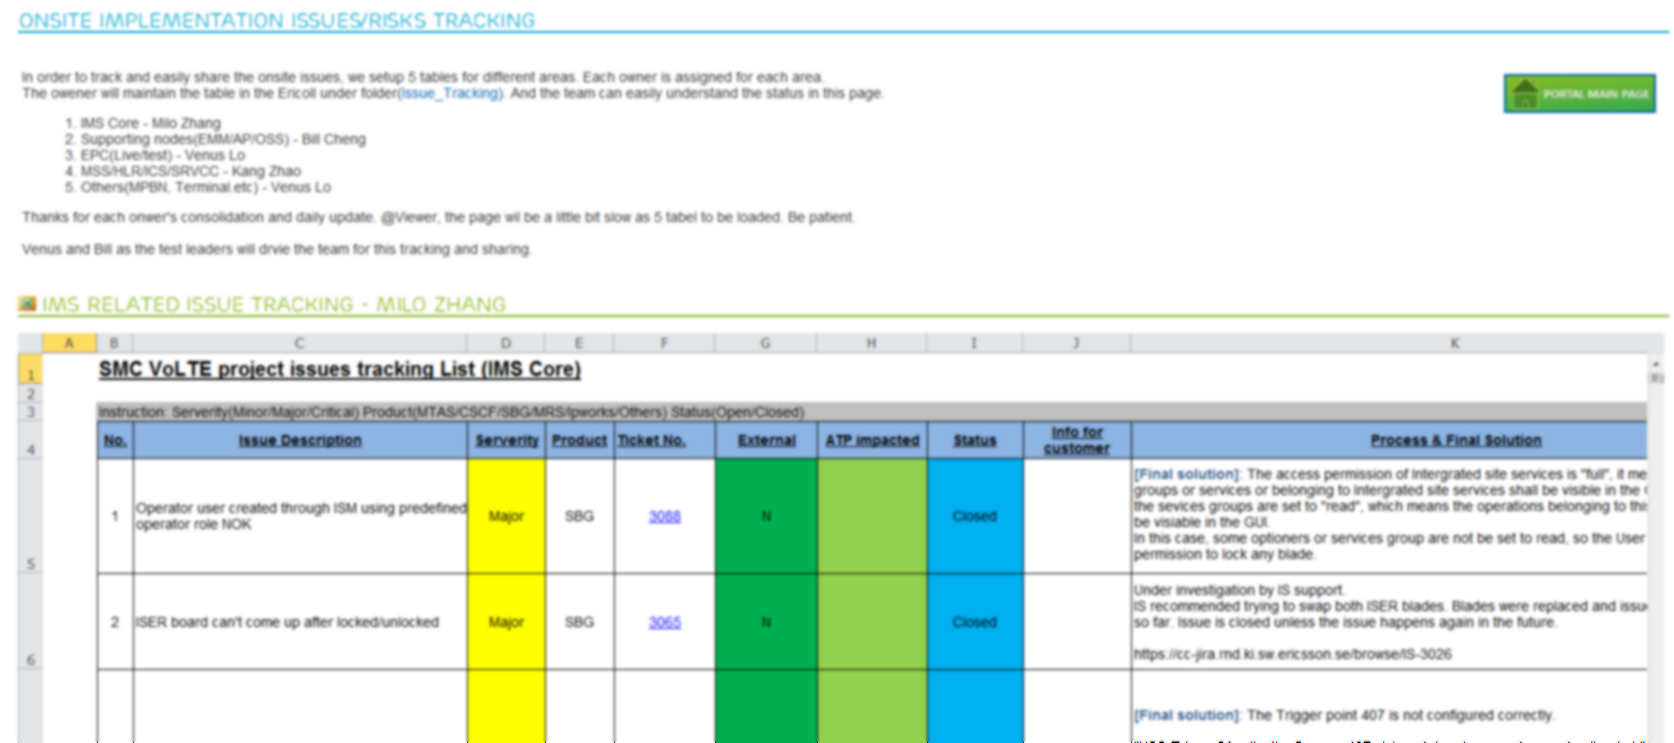 ONSITE IMPLEMENTATION ISSUES/RISKS TRACKING
In order to track and easily share the onsite issues, we setup 5 tables for different areas. Each owner is assigned for each area.
The owener will maintain the table in the Ericoll under folder(Issue_Tracking). And the team can easily understand the status in this page.
PORTAL MAIN PAGE
1. IMS Core - Milo Zhang
2. Supporting nodes(EMM/AP/OSS) - Bill Cheng
3. EPC(Live/test) - Venus Lo
4. MSS/HLR/ICS/SRVCC - Kang Zhao
5. Others(MPBN, Terminal.etc) - Venus Lo
Thanks for each onwer's consolidation and daily update. @Viewer, the page wil be a little bit slow as 5 tabel to be loaded. Be patient.
Venus and Bill as the test leaders will drvie the team for this tracking and sharing.
IMS RELATED ISSUE TRACKING - MILO ZHANG
A B C D E F G H I J K
1 SMC VoLTE project issues tracking List (IMS Core)
2
3 Instruction: Serverity(Minor/Major/Critical) Product(MTAS/CSCF/SBG/MRS/Ipworks/Others) Status(Open/Closed)
4 No. Issue Description Serverity Product Ticket No. External ATP impacted Status Info for customer Process & Final Solution
1 Operator user created through ISM using predefined
operator role NOK
Major SBG 3088 N Closed
[Final solution]: The access permission of Intergrated site services is "full", it me
groups or services or belonging to Intergrated site services shall be visible in the
the sevices groups are set to "read", which means the operations belonging to this
be visiable in the GUI.
In this case, some optioners or services group are not be set to read, so the User
permission to lock any blade.
5
2 ISER board can't come up after locked/unlocked Major SBG 3065 N Closed
Under investigation by IS support.
IS recommended trying to swap both ISER blades. Blades were replaced and issu
so far. Issue is closed unless the issue happens again in the future.
https://cc-jira.rnd.ki.sw.ericsson.se/browse/IS-3026
6
[Final solution]: The Trigger point 407 is not configured correctly.